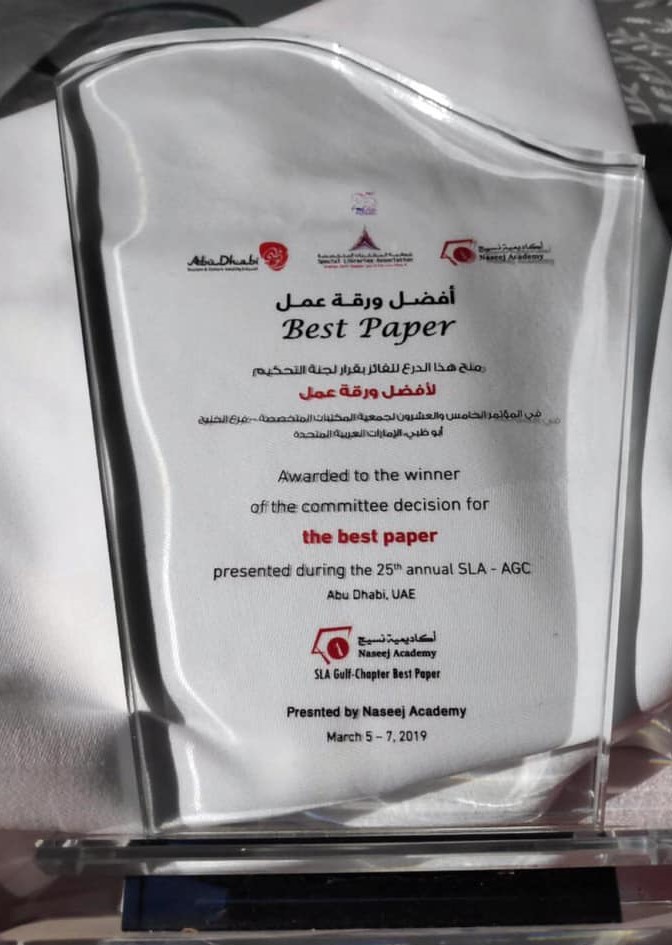 Abu Dhabi أبوظبي
Special Libraries Association
أكاديمية نسيج
Naseej Academy
أفضل ورقة عمل
Best Paper
منح هذا الدرع للفائز بقرار لجنة التحكيم
لأفضل ورقة عمل
في المؤتمر الخامس والعشرون لجمعية المكتبات المتخصصة - فرع الخليج
أبو ظبي، الإمارات العربية المتحدة
Awarded to the winner
of the committee decision for
the best paper
presented during the 25th annual SLA - AGC
Abu Dhabi, UAE
أكاديمية نسيج
Naseej Academy
SLA Gulf-Chapter Best Paper
Presnted by Naseej Academy
March 5 – 7, 2019